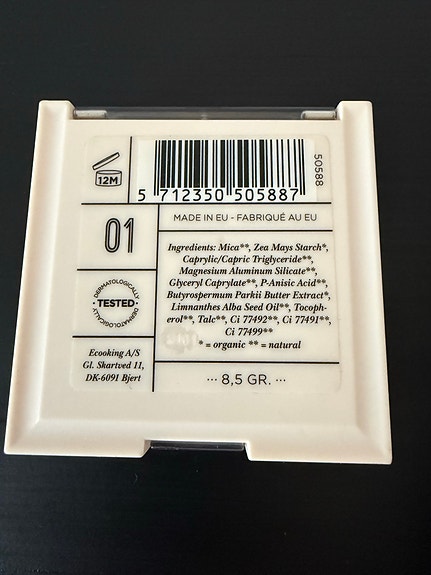 12M
5 712350 505887
50588
MADE IN EU - FABRIQUÉ AU EU
01
DERMATOLOGICALLY
TESTED
DERMATOLOGICALLY
Ingredients: Mica**, Zea Mays Starch*,
Caprylic/Capric Triglyceride**,
Magnesium Aluminum Silicate**,
Glyceryl Caprylate**, P-Anisic Acid**,
Butyrospermum Parkii Butter Extract*,
Limnanthes Alba Seed Oil**, Tocoph-
erol**, Talc**, Ci 77492**, Ci 77491**,
Ci 77499**
* = organic ** = natural
Ecooking A/S
Gl. Skartved 11,
DK-6091 Bjert
··· 8,5 GR. ···